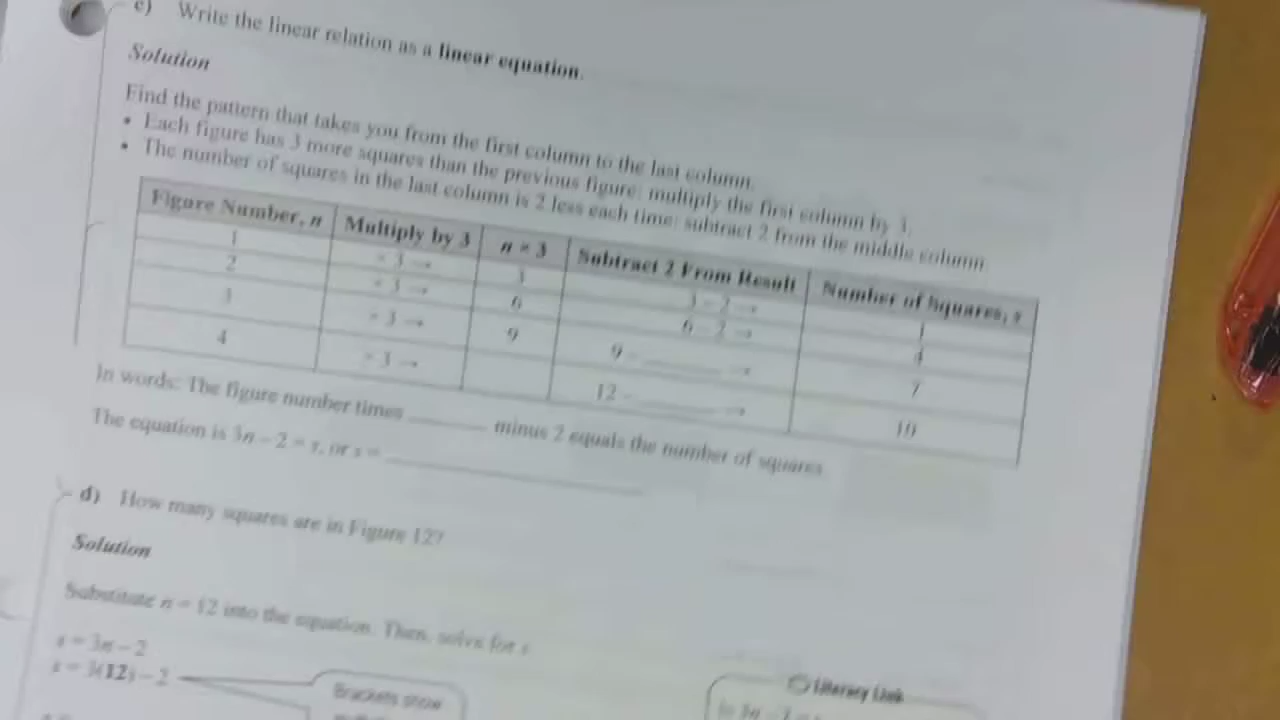 c) Write the linear relation as a linear equation.
Solution
Find the pattern that takes you from the first column to the last column.
• Each figure has 3 more squares than the previous figure: multiply the first column by 3.
• The number of squares in the last column is 2 less each time: subtract 2 from the middle column.
Figure Number, n Multiply by 3 n × 3 Subtract 2 From Result Number of Squares, s
1 × 3 → 3 3 − 2 → 1
2 × 3 → 6 6 − 2 → 4
3 × 3 → 9 9 − ______ → 7
4 × 3 → 12 − ______ → 10
In words: The figure number times ______ minus 2 equals the number of squares.
The equation is 3n − 2 = s, or s = ____________________
d) How many squares are in Figure 12?
Solution
Substitute n = 12 into the equation. Then, solve for s.
s = 3n − 2
s = 3(12) − 2
Brackets show
Literacy Link